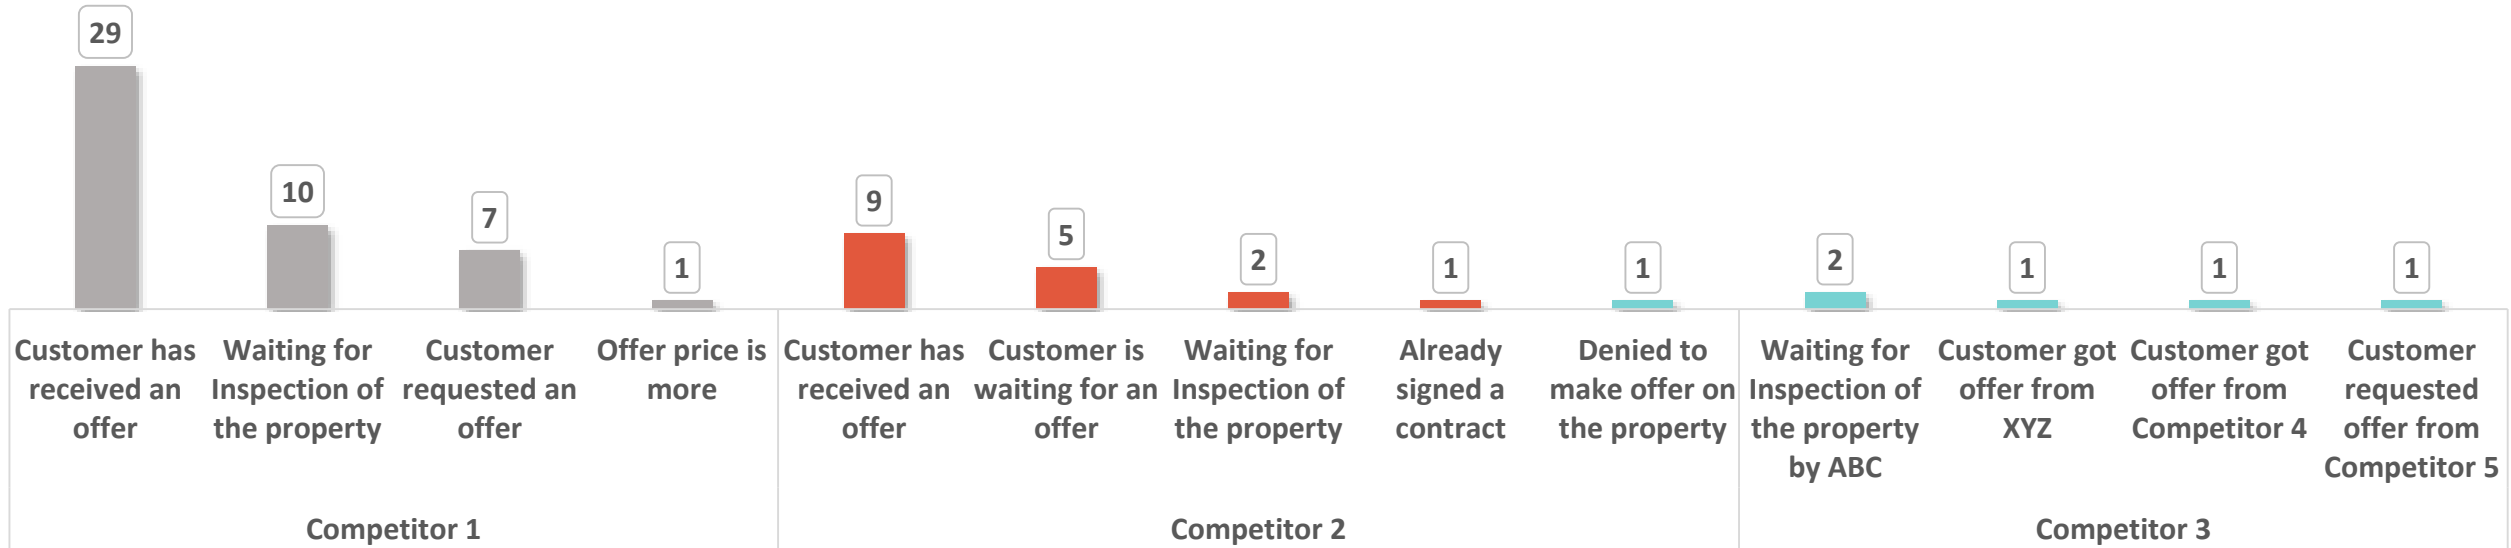 29
10
7
1
9
5
2
1
1
2
1
1
1
Customer has
received an
offer
Waiting for
Inspection of
the property
Customer
requested an
offer
Offer price is
more
Customer has
received an
offer
Customer is
waiting for an
offer
Waiting for
Inspection of
the property
Already
signed a
contract
Denied to
make offer on
the property
Waiting for
Inspection of
the property
by ABC
Customer got
offer from
XYZ
Customer got
offer from
Competitor 4
Customer
requested
offer from
Competitor 5
Competitor 1
Competitor 2
Competitor 3